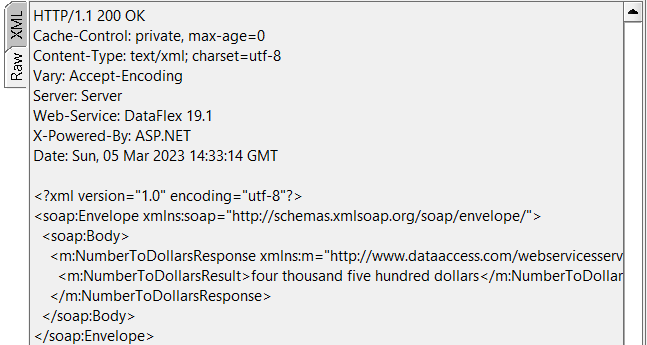 XML
Raw
HTTP/1.1 200 OK
Cache-Control: private, max-age=0
Content-Type: text/xml; charset=utf-8
Vary: Accept-Encoding
Server: Server
Web-Service: DataFlex 19.1
X-Powered-By: ASP.NET
Date: Sun, 05 Mar 2023 14:33:14 GMT

<?xml version="1.0" encoding="utf-8"?>
<soap:Envelope xmlns:soap="http://schemas.xmlsoap.org/soap/envelope/">
  <soap:Body>
    <m:NumberToDollarsResponse xmlns:m="http://www.dataaccess.com/webservicesserv
      <m:NumberToDollarsResult>four thousand five hundred dollars</m:NumberToDollar
    </m:NumberToDollarsResponse>
  </soap:Body>
</soap:Envelope>